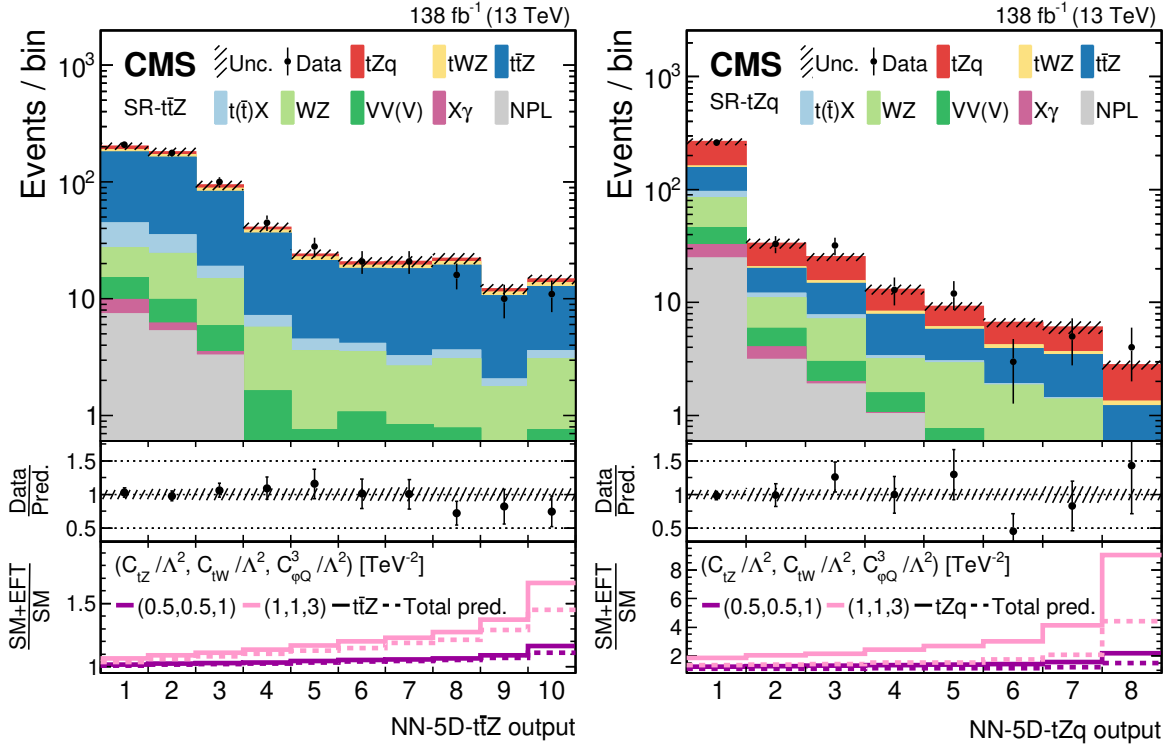 138 fb⁻¹ (13 TeV)
Events / bin
10³
10²
10
1
CMS
Unc. Data tZq tWZ tt̄Z
SR-tt̄Z t(t̄)X WZ VV(V) Xγ NPL
Data
Pred.
1.5
1
0.5
SM+EFT
SM
1.5
1
(C_tZ/Λ², C_tW/Λ², C³_φQ/Λ²) [TeV⁻²]
(0.5,0.5,1) (1,1,3) tt̄Z Total pred.
1 2 3 4 5 6 7 8 9 10
NN-5D-tt̄Z output
138 fb⁻¹ (13 TeV)
Events / bin
10³
10²
10
1
CMS
Unc. Data tZq tWZ tt̄Z
SR-tZq t(t̄)X WZ VV(V) Xγ NPL
Data
Pred.
1.5
1
0.5
SM+EFT
SM
8
6
4
2
(C_tZ/Λ², C_tW/Λ², C³_φQ/Λ²) [TeV⁻²]
(0.5,0.5,1) (1,1,3) tZq Total pred.
1 2 3 4 5 6 7 8
NN-5D-tZq output